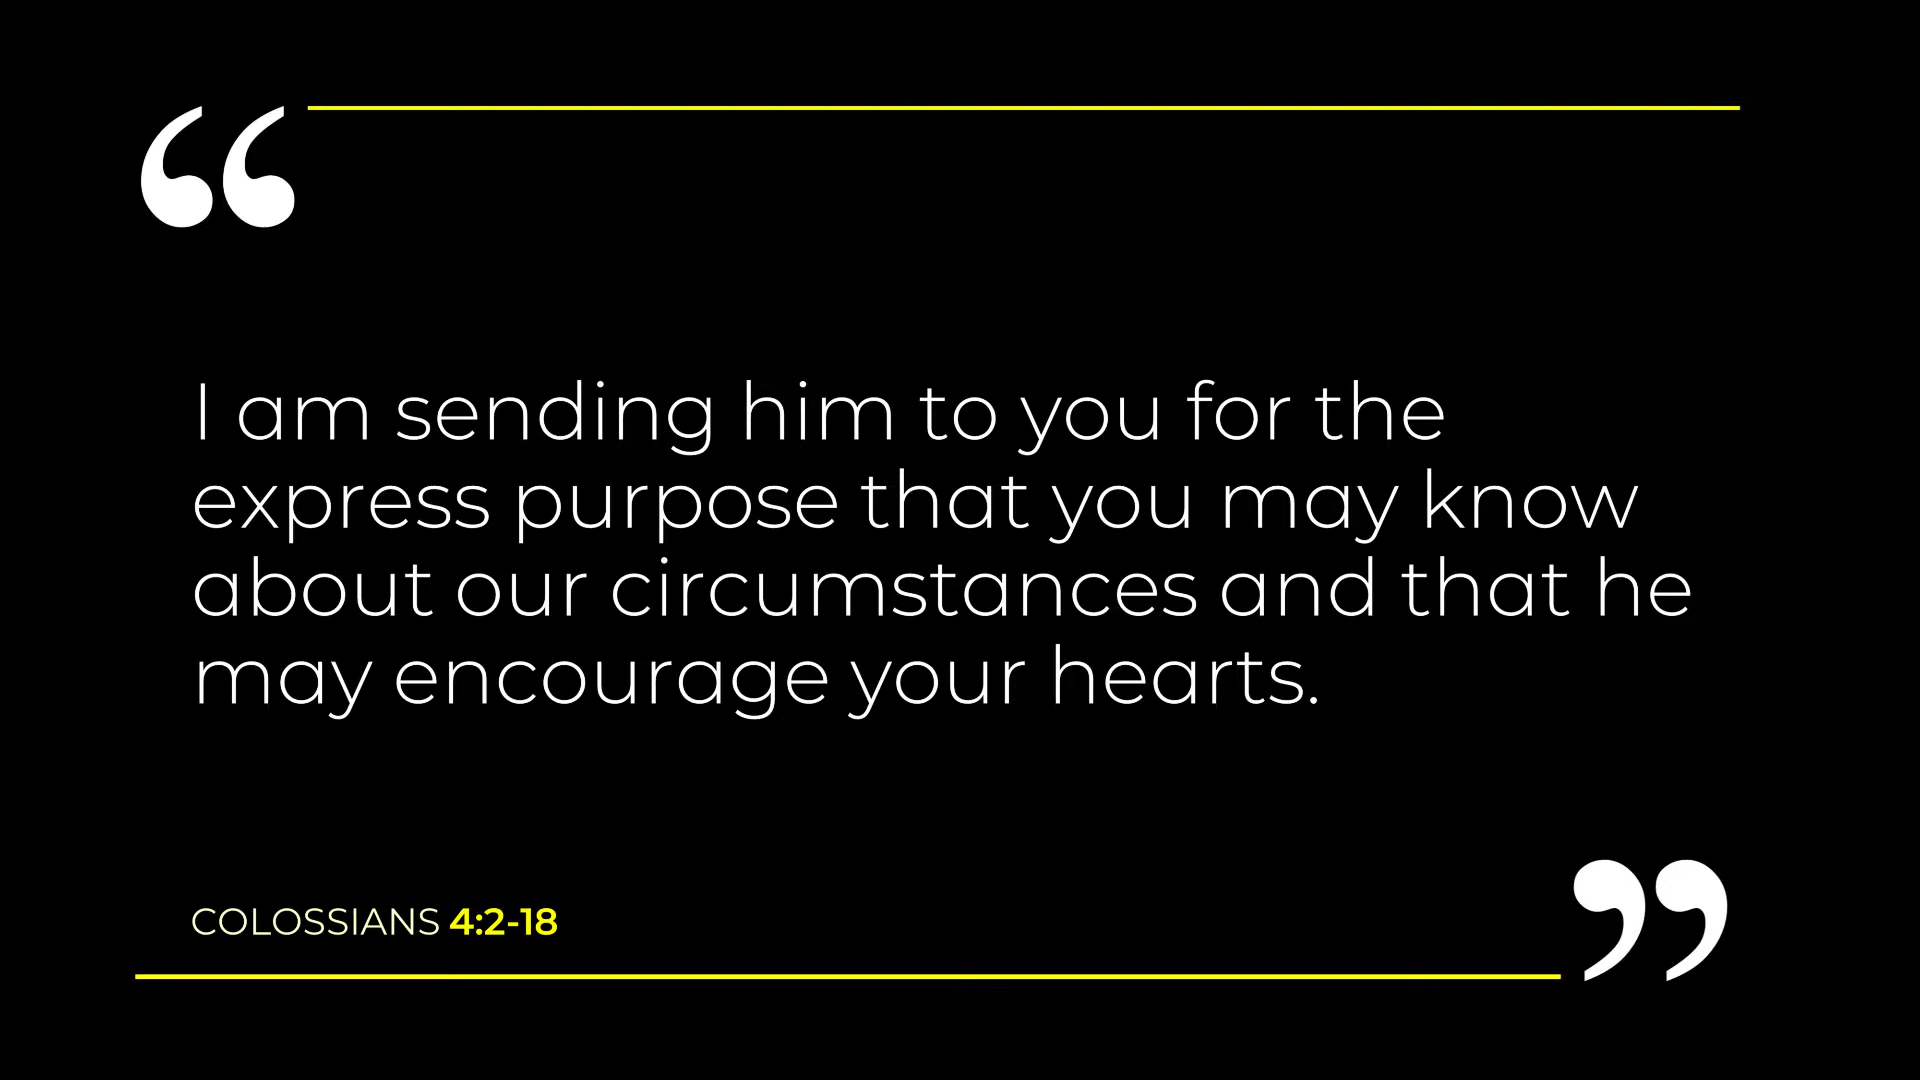 “
I am sending him to you for the
express purpose that you may know
about our circumstances and that he
may encourage your hearts.
COLOSSIANS 4:2-18
”